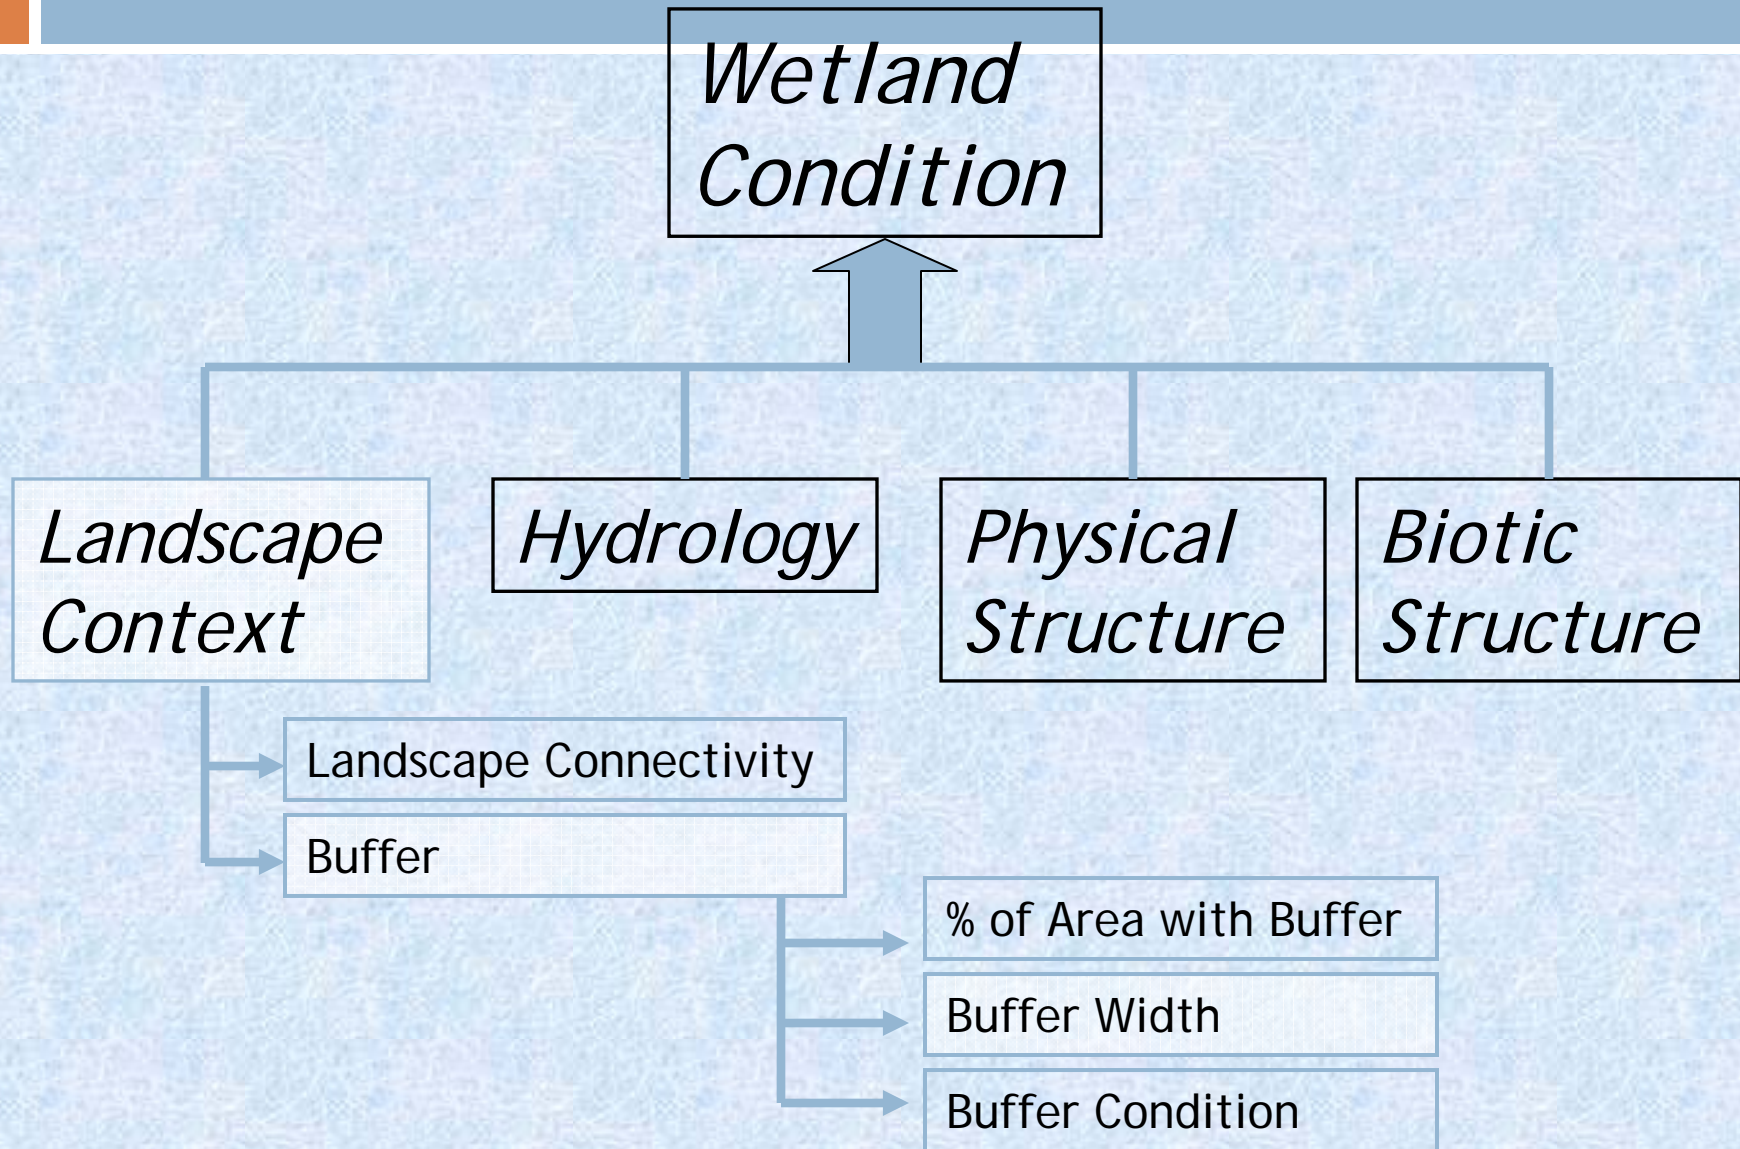 Wetland
Condition
Landscape
Context
Hydrology
Physical
Structure
Biotic
Structure
Landscape Connectivity
Buffer
% of Area with Buffer
Buffer Width
Buffer Condition